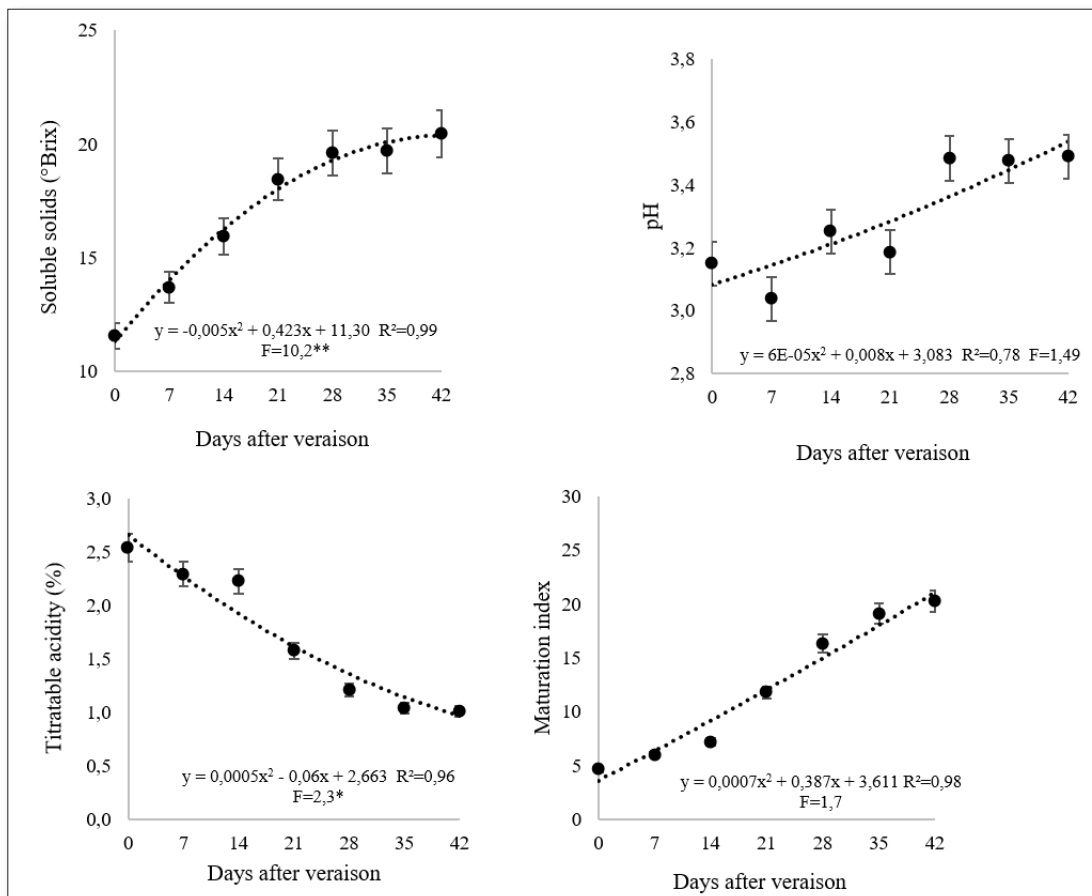 25
20
15
10
Soluble solids (°Brix)
y = -0,005x² + 0,423x + 11,30 R²=0,99
F=10,2**
0 7 14 21 28 35 42
Days after veraison
3,8
3,6
3,4
3,2
3,0
2,8
pH
y = 6E-05x² + 0,008x + 3,083 R²=0,78 F=1,49
0 7 14 21 28 35 42
Days after veraison
3,0
2,5
2,0
1,5
1,0
0,5
0,0
Titratable acidity (%)
y = 0,0005x² - 0,06x + 2,663 R²=0,96
F=2,3*
0 7 14 21 28 35 42
Days after veraison
30
25
20
15
10
5
0
Maturation index
y = 0,0007x² + 0,387x + 3,611 R²=0,98
F=1,7
0 7 14 21 28 35 42
Days after veraison